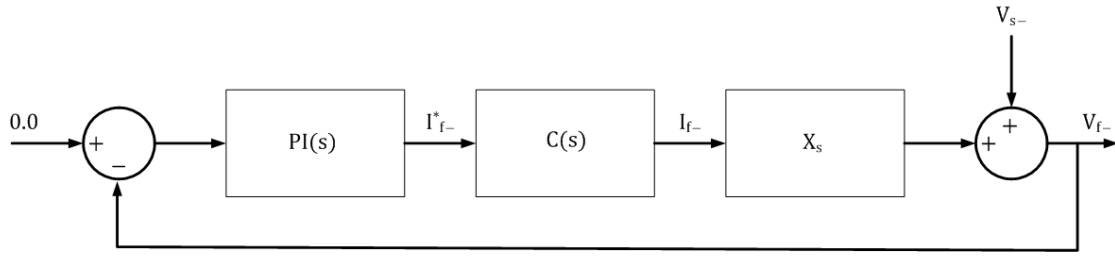 V_{s-}
0.0
+
−
PI(s)
I^{*}_{f-}
C(s)
I_{f-}
X_s
+
+
V_{f-}